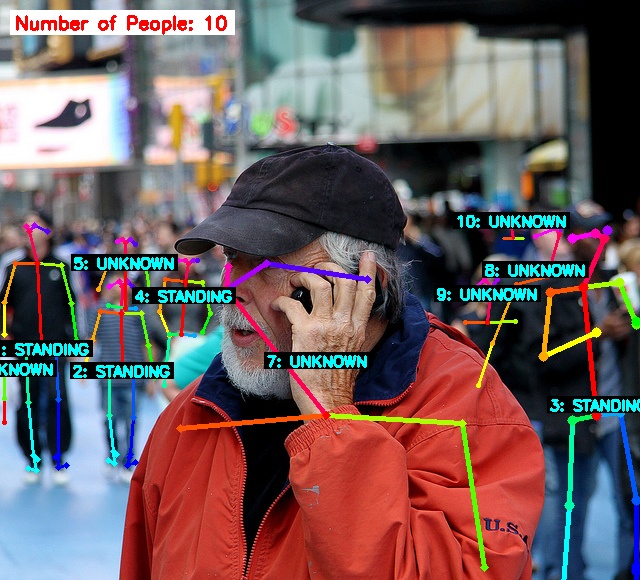 Number of People: 10
10: UNKNOWN
5: UNKNOWN
8: UNKNOWN
4: STANDING
9: UNKNOWN
: STANDING
7: UNKNOWN
KNOWN
2: STANDING
3: STANDING
U.S.